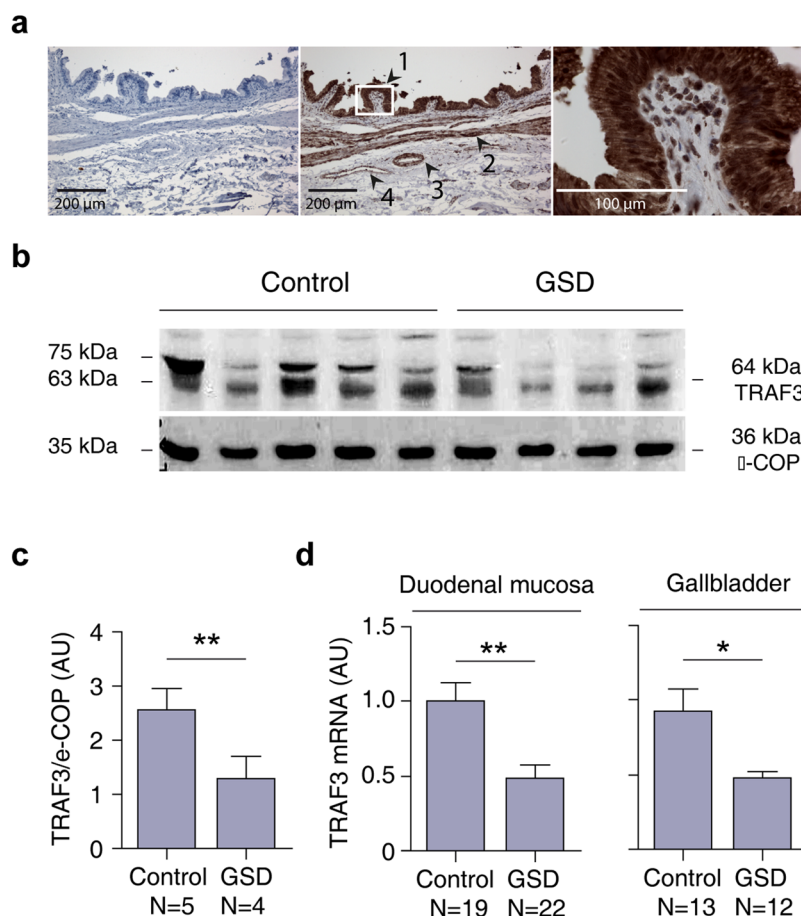 a
1
2
3
4
200 µm
200 µm
100 µm
b
Control GSD
75 kDa
63 kDa
64 kDa
TRAF3
35 kDa
36 kDa
▯-COP
c
TRAF3/e-COP (AU)
4
3
2
1
0
**
Control GSD
N=5 N=4
d
Duodenal mucosa Gallbladder
TRAF3 mRNA (AU)
1.5
1.0
0.5
0
** *
Control GSD Control GSD
N=19 N=22 N=13 N=12